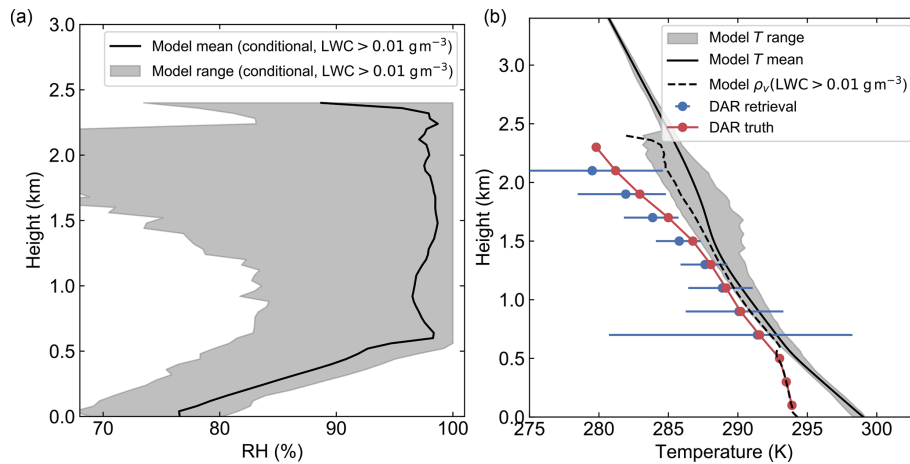 (a)
3.0
2.5
2.0
1.5
1.0
0.5
0.0
Height (km)
70
80
90
100
RH (%)
Model mean (conditional, LWC > 0.01 g m⁻³)
Model range (conditional, LWC > 0.01 g m⁻³)
(b)
3.0
2.5
2.0
1.5
1.0
0.5
0.0
Height (km)
275
280
285
290
295
300
Temperature (K)
Model T range
Model T mean
Model ρᵥ(LWC > 0.01 g m⁻³)
DAR retrieval
DAR truth